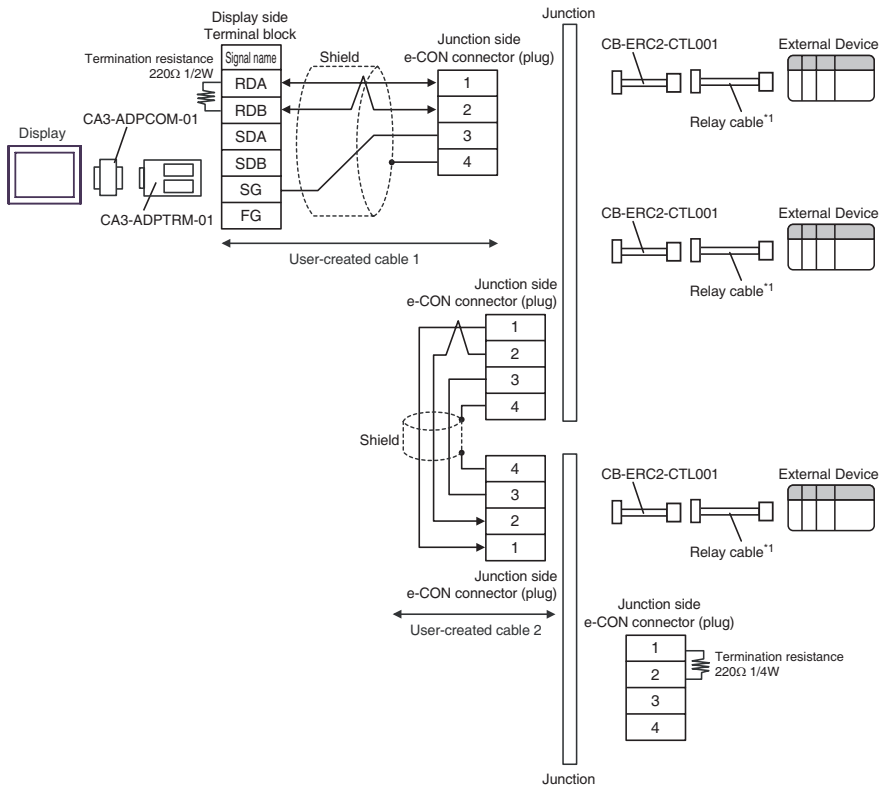 Junction
Display side
Terminal block
Junction side
e-CON connector (plug)
Termination resistance
220Ω 1/2W
Signal name
Shield
RDA
RDB
SDA
SDB
SG
FG
1
2
3
4
Display
CA3-ADPCOM-01
CA3-ADPTRM-01
User-created cable 1
CB-ERC2-CTL001
External Device
Relay cable*1
CB-ERC2-CTL001
External Device
Relay cable*1
Junction side
e-CON connector (plug)
1
2
3
4
Shield
4
3
2
1
Junction side
e-CON connector (plug)
User-created cable 2
CB-ERC2-CTL001
External Device
Relay cable*1
Junction side
e-CON connector (plug)
1
2
3
4
Termination resistance
220Ω 1/4W
Junction